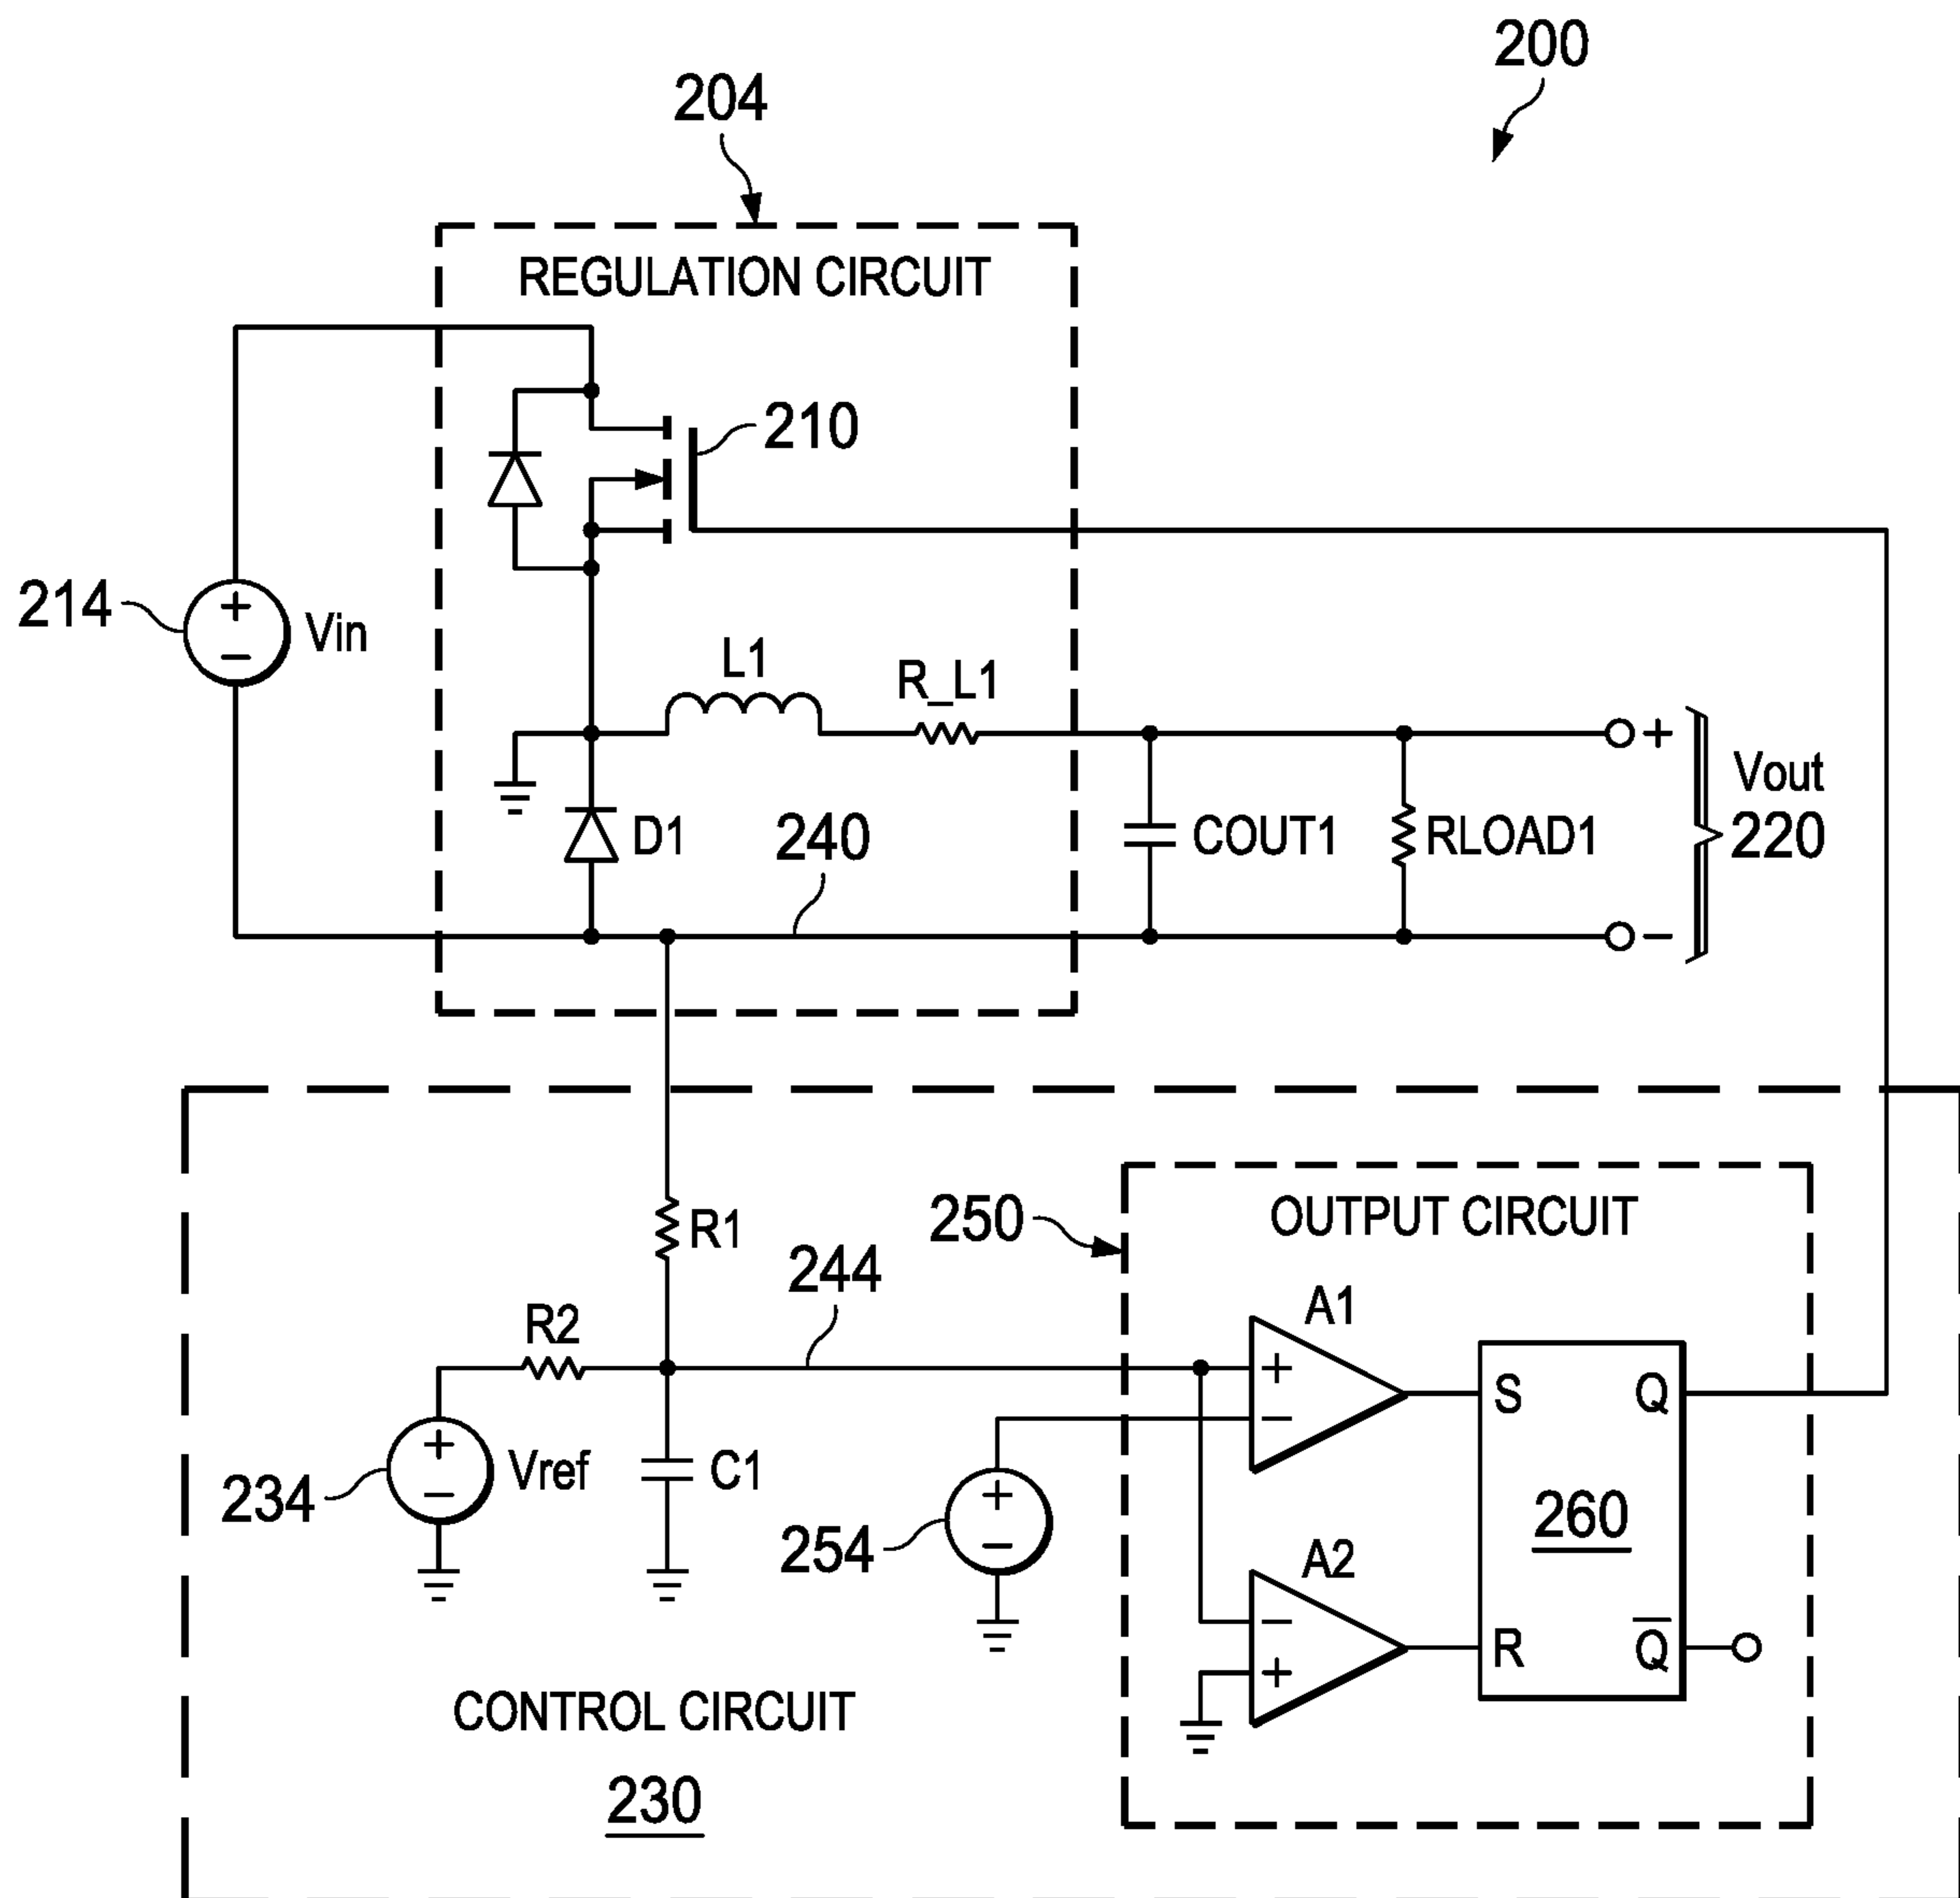 200
204
REGULATION CIRCUIT
210
214
+
−
Vin
L1
R_L1
+
Vout
220
D1
240
COUT1
RLOAD1
−
R1
250
OUTPUT CIRCUIT
244
A1
R2
+
−
S
Q
234
+
−
Vref
C1
254
+
−
260
A2
−
+
R
Q̅
CONTROL CIRCUIT
230